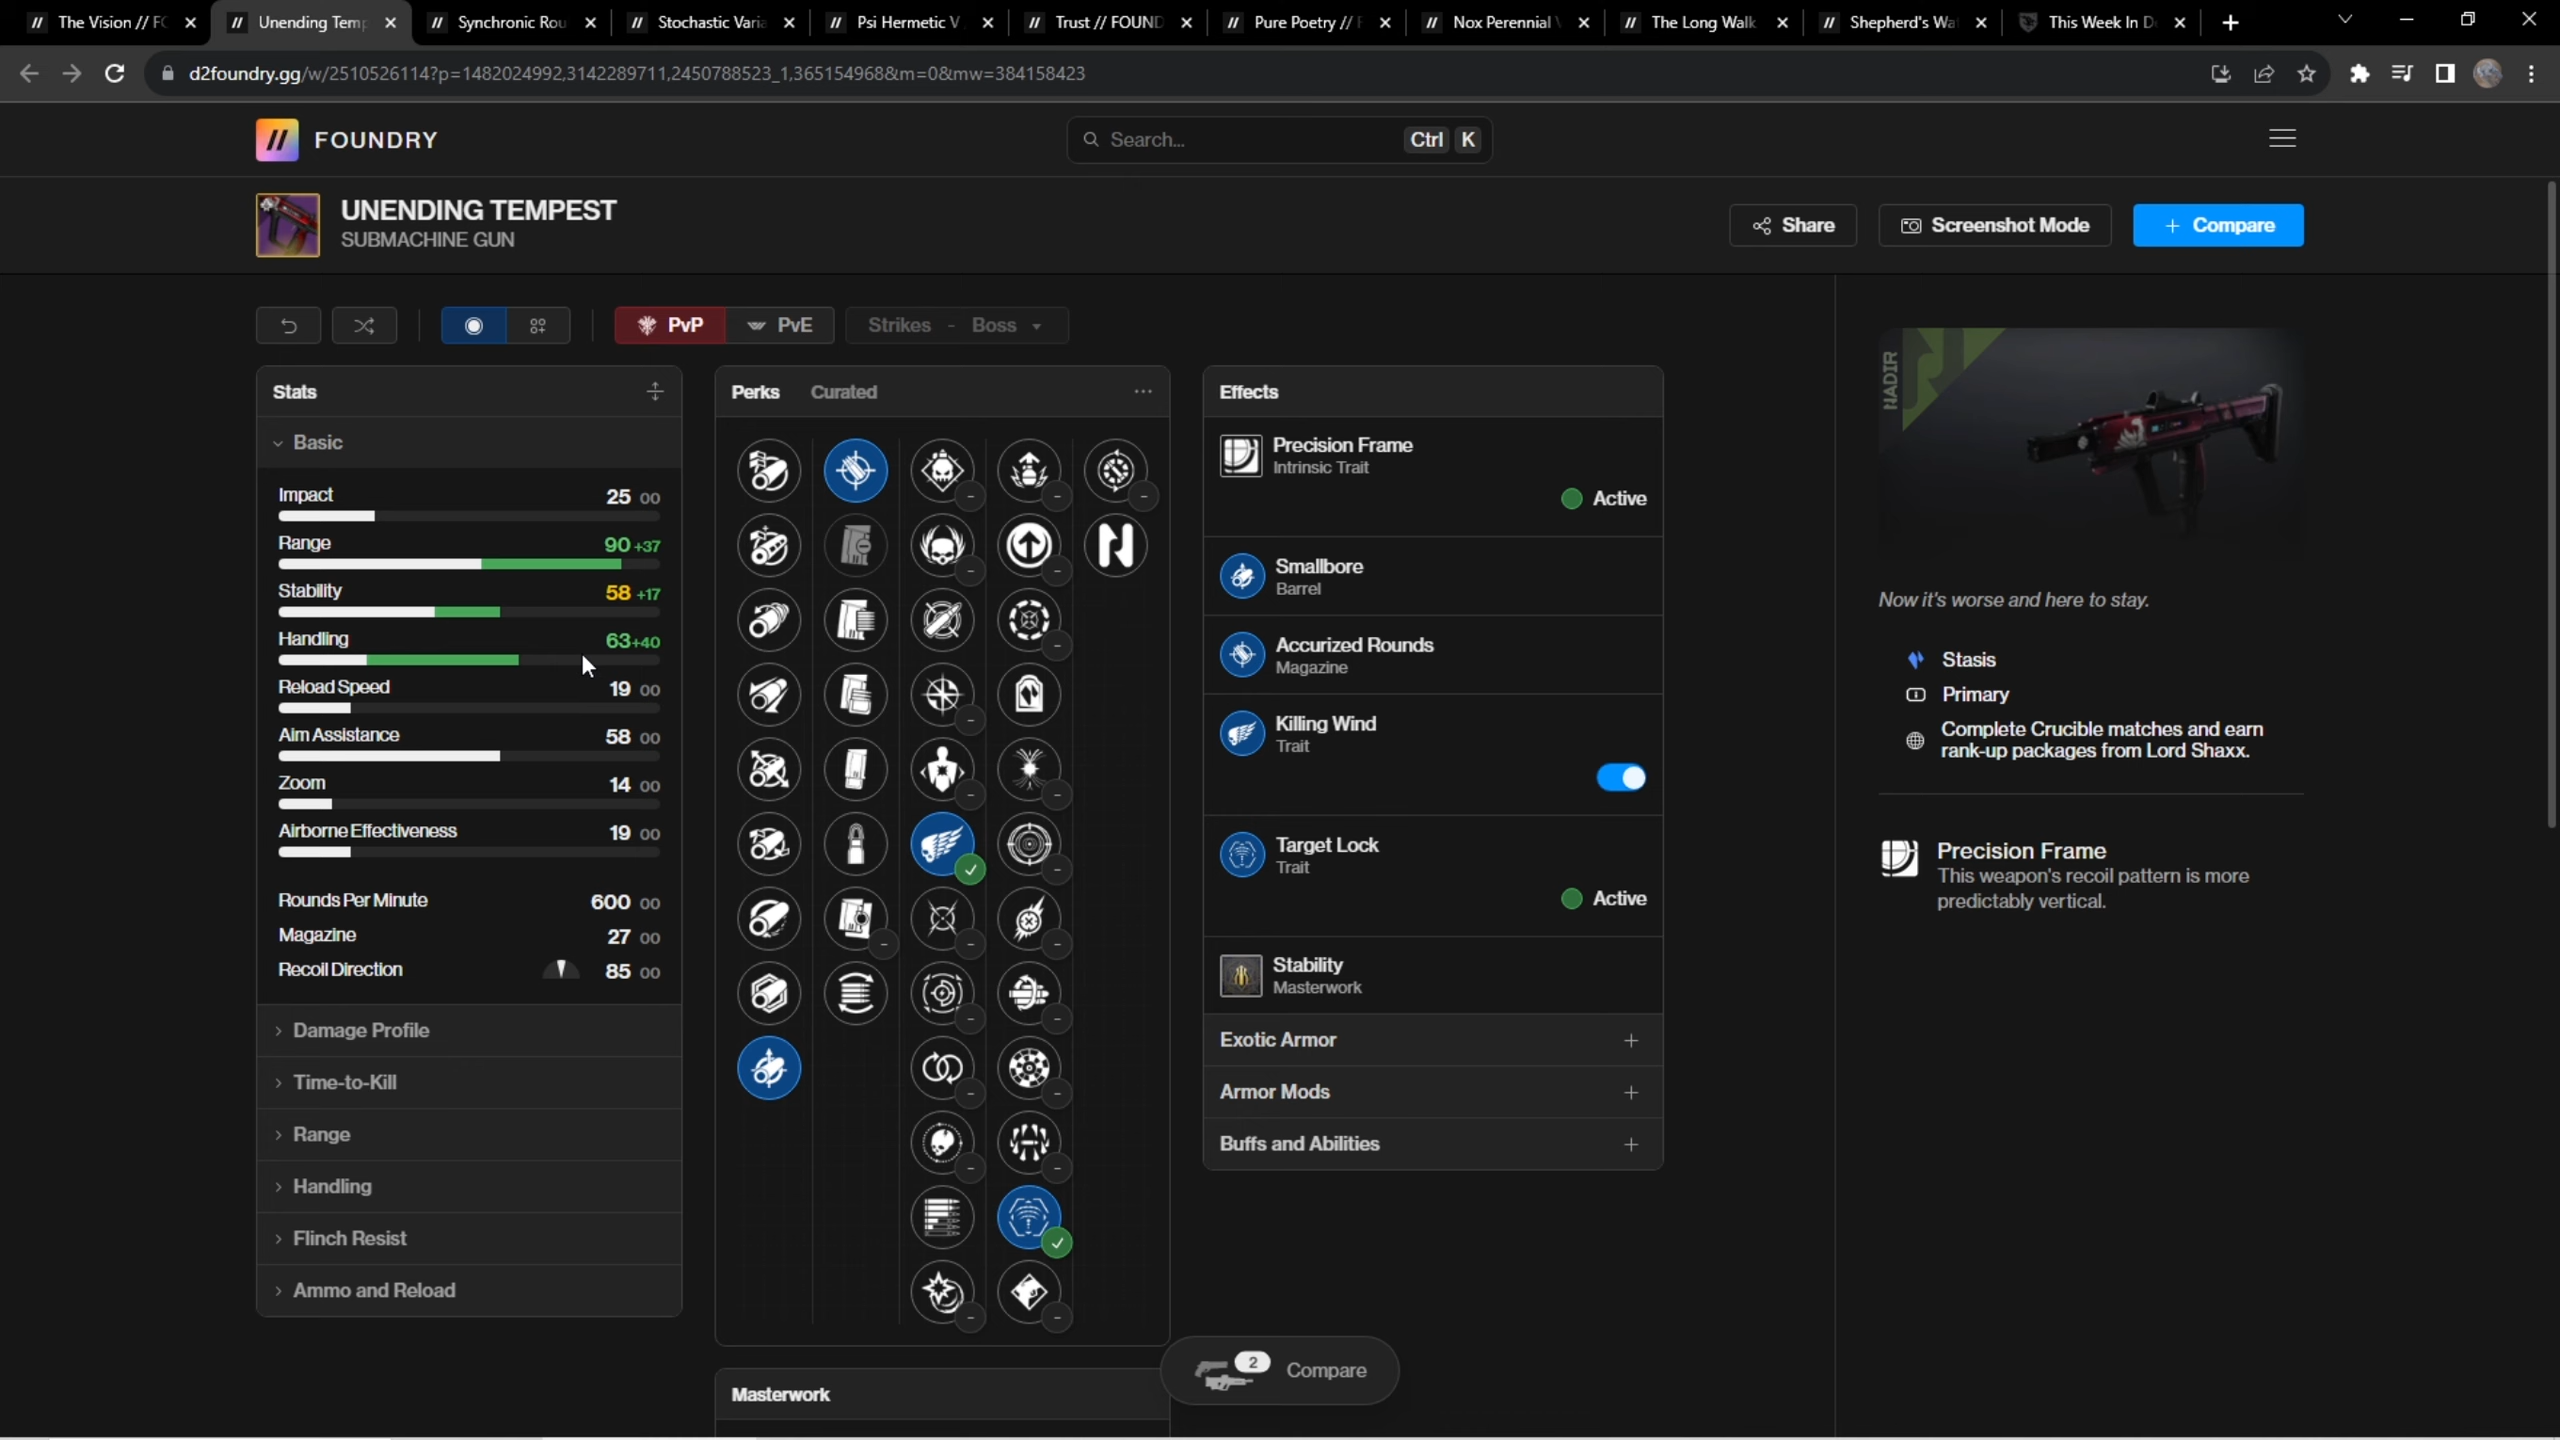 The Vision // FC
Unending Temp
Synchronic Rou
Stochastic Varia
Psi Hermetic V
Trust // FOUND
Pure Poetry // F
Nox Perennial V
The Long Walk
Shepherd's Wa
This Week In D
d2foundry.gg/w/2510526114?p=1482024992,3142289711,2450788523_1,365154968&m=0&mw=384158423
// FOUNDRY
Search...
Ctrl K
UNENDING TEMPEST
SUBMACHINE GUN
Share
Screenshot Mode
+ Compare
PvP
PvE
Strikes - Boss
Stats
Basic
Impact 25 00
Range 90 +37
Stability 58 +17
Handling 63 +40
Reload Speed 19 00
Aim Assistance 58 00
Zoom 14 00
Airborne Effectiveness 19 00
Rounds Per Minute 600 00
Magazine 27 00
Recoil Direction 85 00
Damage Profile
Time-to-Kill
Range
Handling
Flinch Resist
Ammo and Reload
Perks
Curated
Masterwork
Effects
Precision Frame
Intrinsic Trait
Active
Smallbore
Barrel
Accurized Rounds
Magazine
Killing Wind
Trait
Target Lock
Trait
Active
Stability
Masterwork
Exotic Armor +
Armor Mods +
Buffs and Abilities +
2 Compare
NADIR
Now it's worse and here to stay.
Stasis
Primary
Complete Crucible matches and earn
rank-up packages from Lord Shaxx.
Precision Frame
This weapon's recoil pattern is more
predictably vertical.